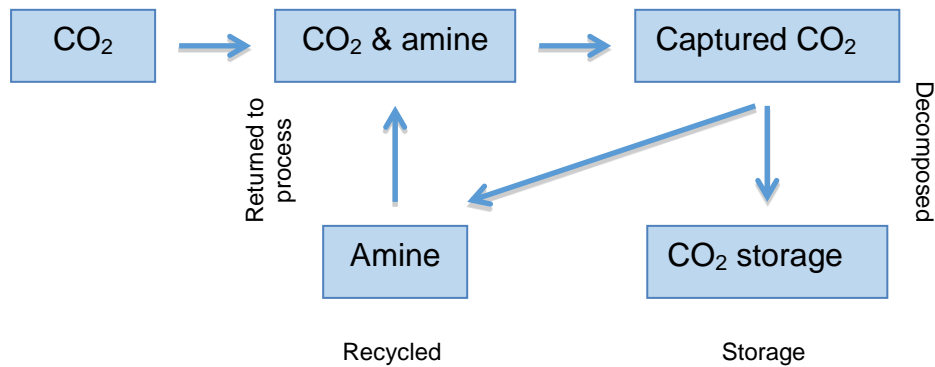 CO₂
CO₂ & amine
Captured CO₂
Returned to
process
Decomposed
Amine
CO₂ storage
Recycled
Storage